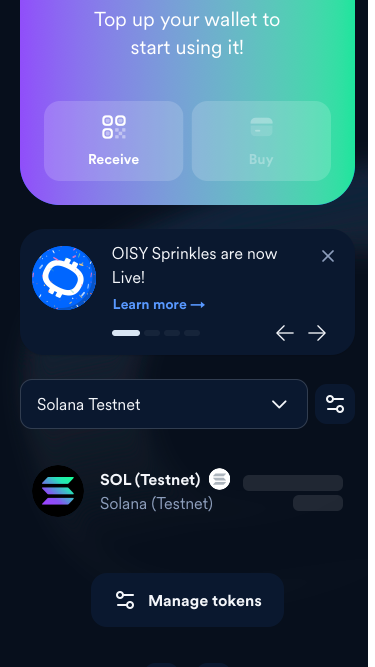 Top up your wallet to
start using it!
Receive
Buy
OISY Sprinkles are now
Live!
Learn more →
Solana Testnet
SOL (Testnet)
Solana (Testnet)
Manage tokens